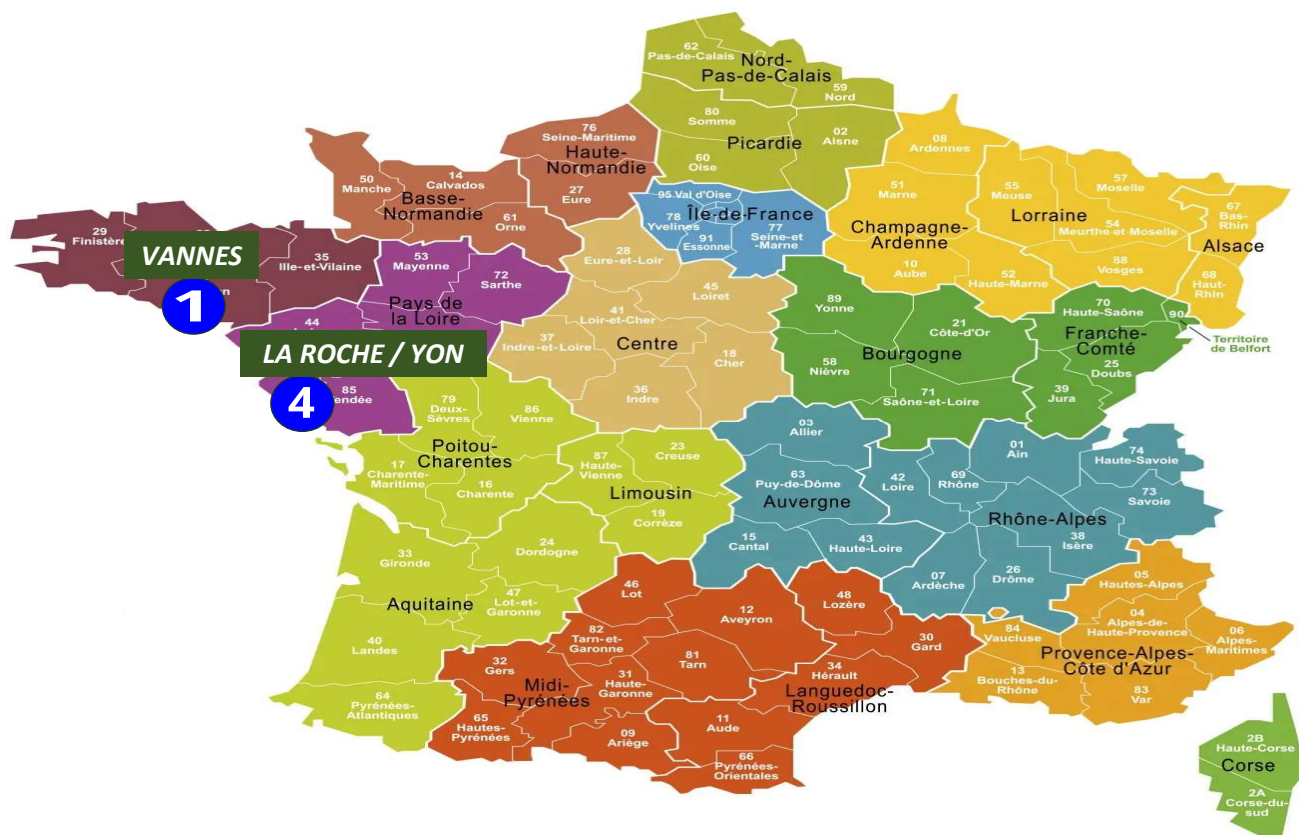 62
Pas-de-Calais
Nord-
Pas-de-Calais
59
Nord
80
Somme
02
Aisne
Picardie
60
Oise
76
Seine-Maritime
Haute-
Normandie
27
Eure
50
Manche
14
Calvados
Basse-
Normandie
61
Orne
08
Ardennes
51
Marne
Champagne-
Ardenne
10
Aube
52
Haute-Marne
55
Meuse
57
Moselle
Lorraine
54
Meurthe et Moselle
88
Vosges
67
Bas-
Rhin
Alsace
68
Haut-
Rhin
95 Val d'Oise
78
Yvelines
Île-de-France
91
Essonne
77
Seine-et
-Marne
29
Finistère
35
Ille-et-Vilaine
VANNES
1
53
Mayenne
72
Sarthe
Pays de
la Loire
44
LA ROCHE / YON
4
85
28
Eure-et-Loir
45
Loiret
41
Loir-et-Cher
37
Indre-et-Loire
Centre
18
Cher
36
Indre
89
Yonne
21
Côte-d'Or
Bourgogne
58
Nièvre
71
Saône-et-Loire
70
Haute-Saône
90
Territoire
de Belfort
Franche-
Comté
25
Doubs
39
Jura
79
Deux-
Sèvres
86
Vienne
Poitou-
Charentes
17
Charente-
Maritime
16
Charente
23
Creuse
87
Haute-
Vienne
Limousin
19
Corrèze
03
Allier
63
Puy-de-Dôme
Auvergne
15
Cantal
43
Haute-Loire
42
Loire
69
Rhône
01
Ain
74
Haute-Savoie
73
Savoie
Rhône-Alpes
38
Isère
07
Ardèche
26
Drôme
33
Gironde
24
Dordogne
47
Lot-et-
Garonne
Aquitaine
40
Landes
64
Pyrénées-
Atlantiques
46
Lot
12
Aveyron
82
Tarn-et-
Garonne
32
Gers
81
Tarn
31
Haute-
Garonne
Midi-
Pyrénées
65
Hautes-
Pyrénées
09
Ariège
48
Lozère
30
Gard
34
Hérault
Languedoc-
Roussillon
11
Aude
66
Pyrénées-
Orientales
05
Hautes-Alpes
04
Alpes-de-
Haute-Provence
06
Alpes-
Maritimes
84
Vaucluse
Provence-Alpes-
Côte d'Azur
13
Bouches-du-
Rhône
83
Var
2B
Haute-Corse
Corse
2A
Corse-du-
sud